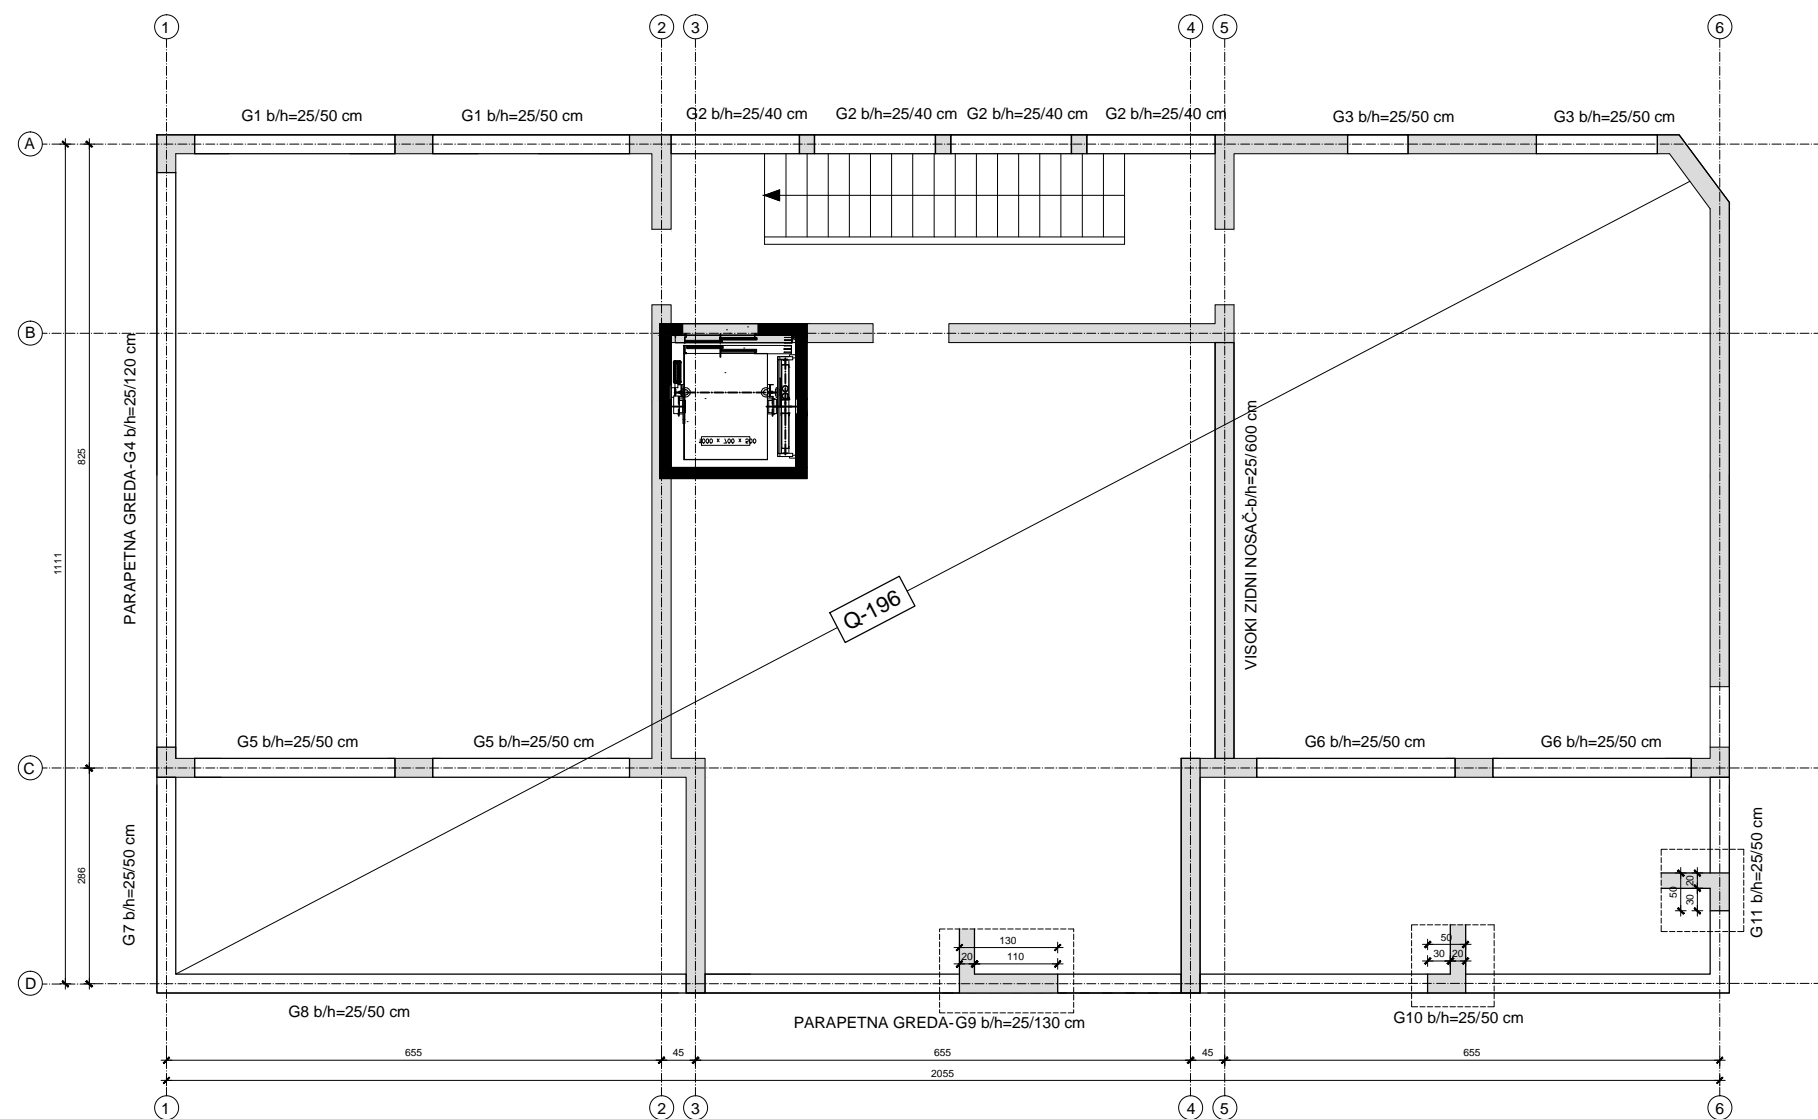 1 2 3 4 5 6
G1 b/h=25/50 cm G1 b/h=25/50 cm G2 b/h=25/40 cm G2 b/h=25/40 cm G2 b/h=25/40 cm G2 b/h=25/40 cm G3 b/h=25/50 cm G3 b/h=25/50 cm
A
B
PARAPETNA GREDA-G4 b/h=25/120 cm
825
1111
VISOKI ZIDNI NOSAČ-b/h=25/600 cm
Q-196
G5 b/h=25/50 cm G5 b/h=25/50 cm G6 b/h=25/50 cm G6 b/h=25/50 cm
C
286
G7 b/h=25/50 cm
50 20 30
G11 b/h=25/50 cm
130
20 110
50
30 20
D
G8 b/h=25/50 cm
PARAPETNA GREDA-G9 b/h=25/130 cm
G10 b/h=25/50 cm
655 45 655 45 655
2055
1 2 3 4 5 6